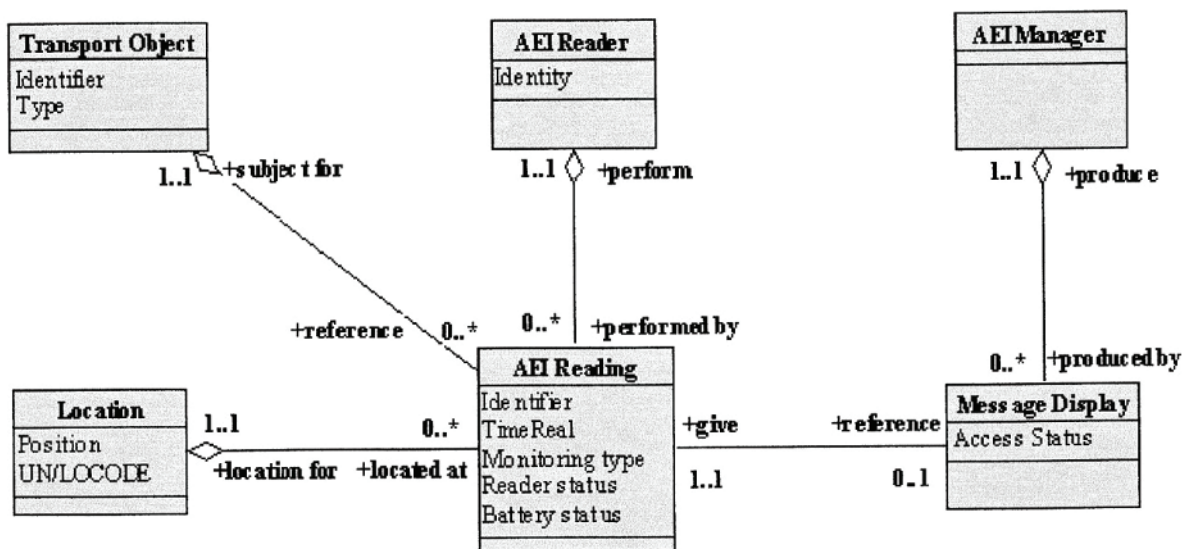 Transport Object
Identifier
Type
AEI Reader
Identity
AEI Manager
1..1
+subject for
1..1
+perform
1..1
+produce
+reference
0..*
0..*
+performed by
0..*
+produced by
Location
Position
UN/LOCODE
1..1
+location for
0..*
+located at
AEI Reading
Identifier
TimeReal
Monitoring type
Reader status
Battery status
+give
1..1
+reference
0..1
Message Display
Access Status